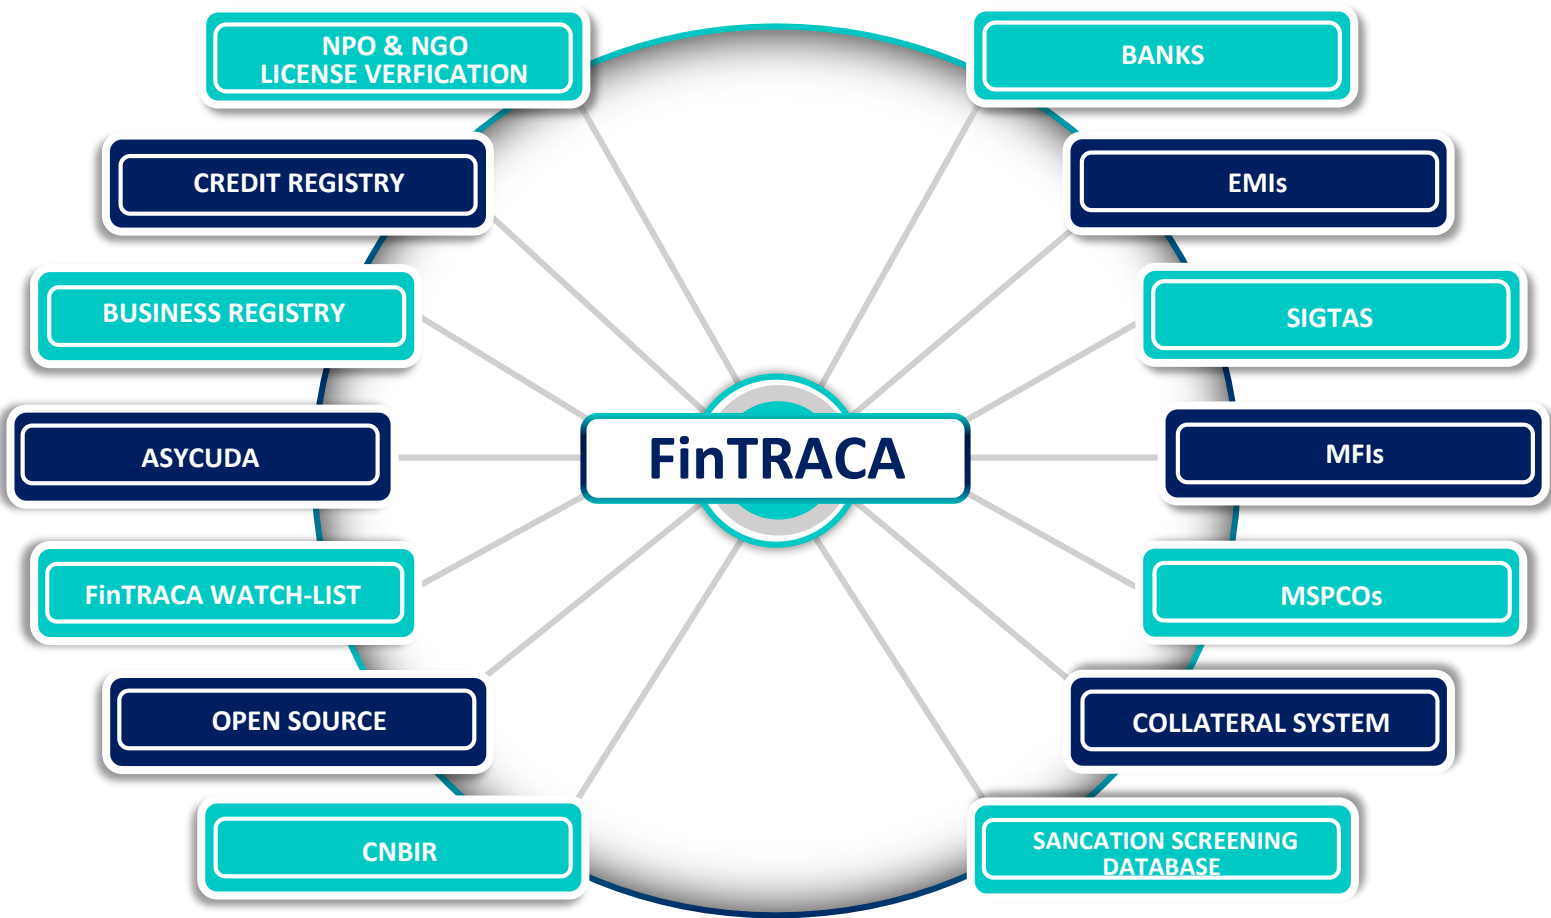 NPO & NGO
LICENSE VERFICATION
BANKS
CREDIT REGISTRY
EMIs
BUSINESS REGISTRY
SIGTAS
ASYCUDA
FinTRACA
MFIs
FinTRACA WATCH-LIST
MSPCOs
OPEN SOURCE
COLLATERAL SYSTEM
CNBIR
SANCATION SCREENING
DATABASE